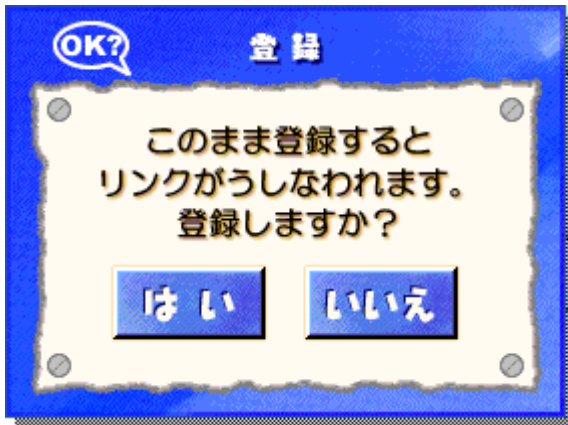 OK?
登録
このまま登録すると
リンクがうしなわれます。
登録しますか?
はい
いいえ